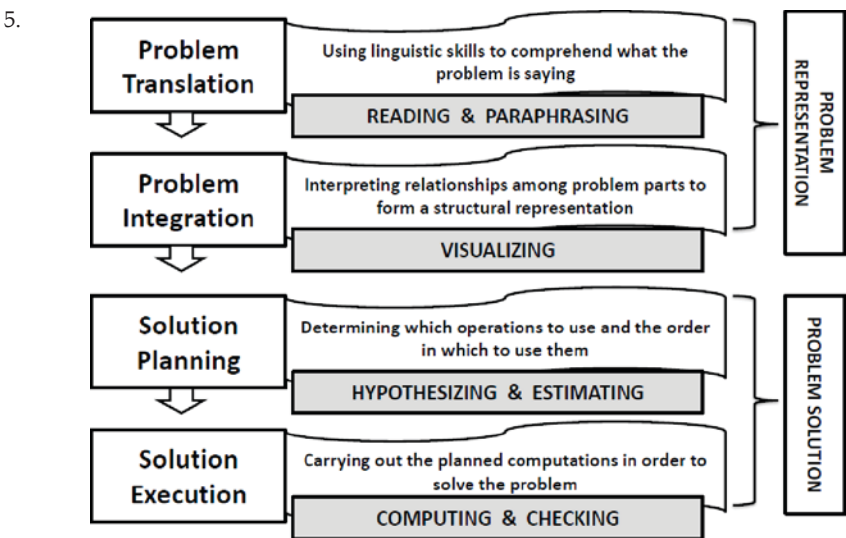 5.
Problem
Translation
Using linguistic skills to comprehend what the
problem is saying
READING & PARAPHRASING
Problem
Integration
Interpreting relationships among problem parts to
form a structural representation
VISUALIZING
PROBLEM
REPRESENTATION
Solution
Planning
Determining which operations to use and the order
in which to use them
HYPOTHESIZING & ESTIMATING
Solution
Execution
Carrying out the planned computations in order to
solve the problem
COMPUTING & CHECKING
PROBLEM SOLUTION